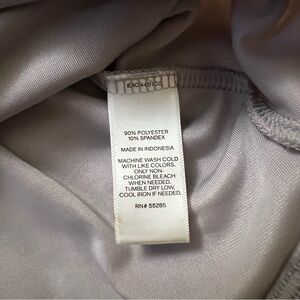 90% POLYESTER
10% SPANDEX
MADE IN INDONESIA
MACHINE WASH COLD
WITH LIKE COLORS,
ONLY NON-
CHLORINE BLEACH
WHEN NEEDED,
TUMBLE DRY LOW,
COOL IRON IF NEEDED.
RN# 55285